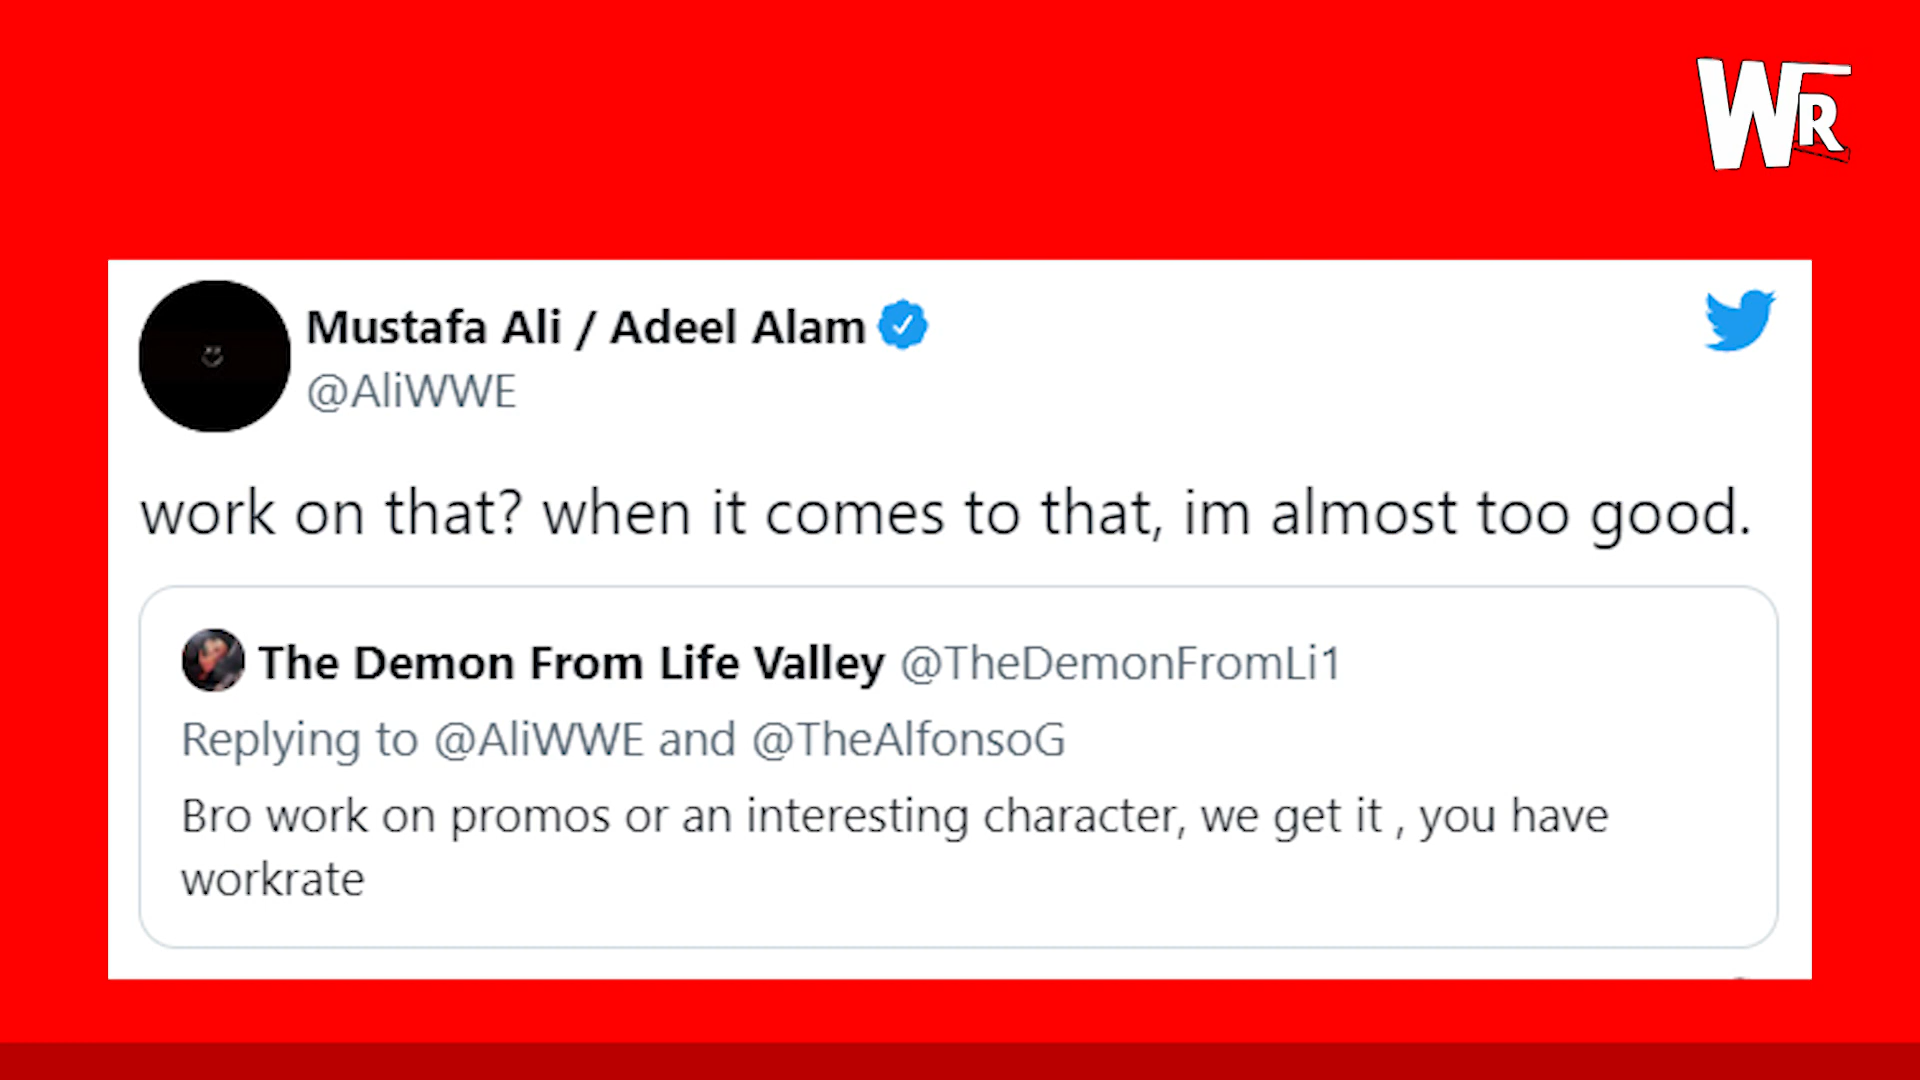 WR
Mustafa Ali / Adeel Alam
@AliWWE
work on that? when it comes to that, im almost too good.
The Demon From Life Valley @TheDemonFromLi1
Replying to @AliWWE and @TheAlfonsoG
Bro work on promos or an interesting character, we get it , you have
workrate